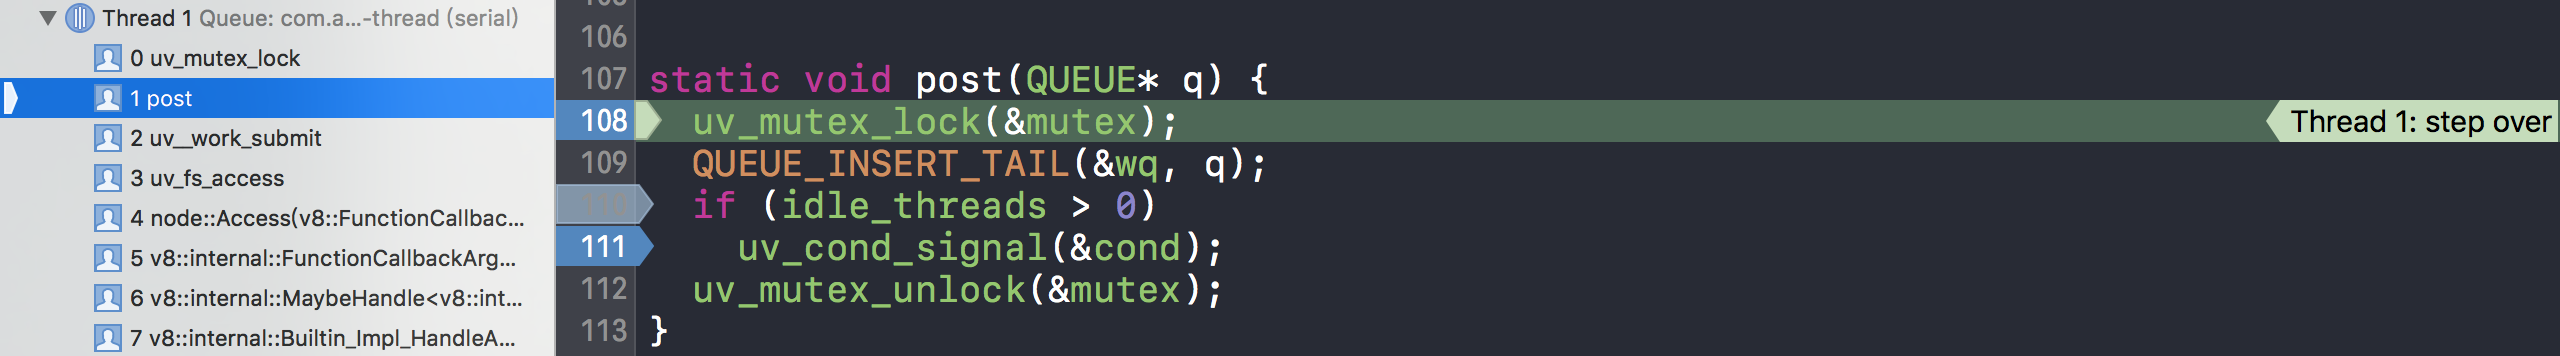 Thread 1 Queue: com.a...-thread (serial)
0 uv_mutex_lock
1 post
2 uv__work_submit
3 uv_fs_access
4 node::Access(v8::FunctionCallbac...
5 v8::internal::FunctionCallbackArg...
6 v8::internal::MaybeHandle<v8::int...
7 v8::internal::Builtin_Impl_HandleA...
106
107 static void post(QUEUE* q) {
108 uv_mutex_lock(&mutex); Thread 1: step over
109 QUEUE_INSERT_TAIL(&wq, q);
110 if (idle_threads > 0)
111 uv_cond_signal(&cond);
112 uv_mutex_unlock(&mutex);
113 }